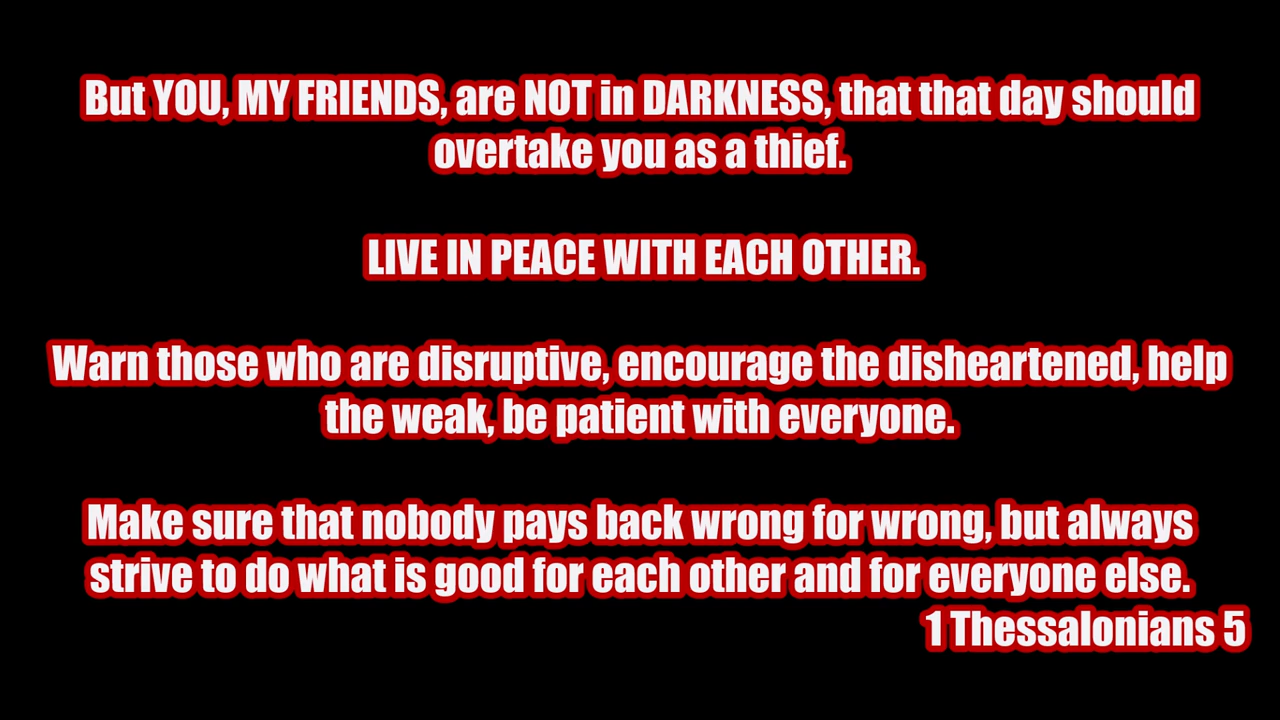 But YOU, MY FRIENDS, are NOT in DARKNESS, that that day should
overtake you as a thief.
LIVE IN PEACE WITH EACH OTHER.
Warn those who are disruptive, encourage the disheartened, help
the weak, be patient with everyone.
Make sure that nobody pays back wrong for wrong, but always
strive to do what is good for each other and for everyone else.
1 Thessalonians 5